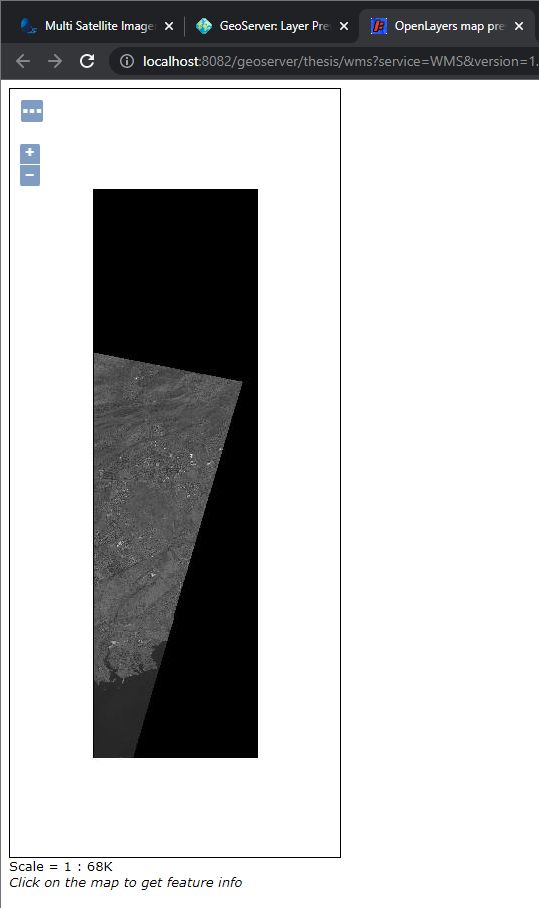 Multi Satellite Image
GeoServer: Layer Pre
OpenLayers map pre
localhost:8082/geoserver/thesis/wms?service=WMS&version=1.
+
−
Scale = 1 : 68K
Click on the map to get feature info